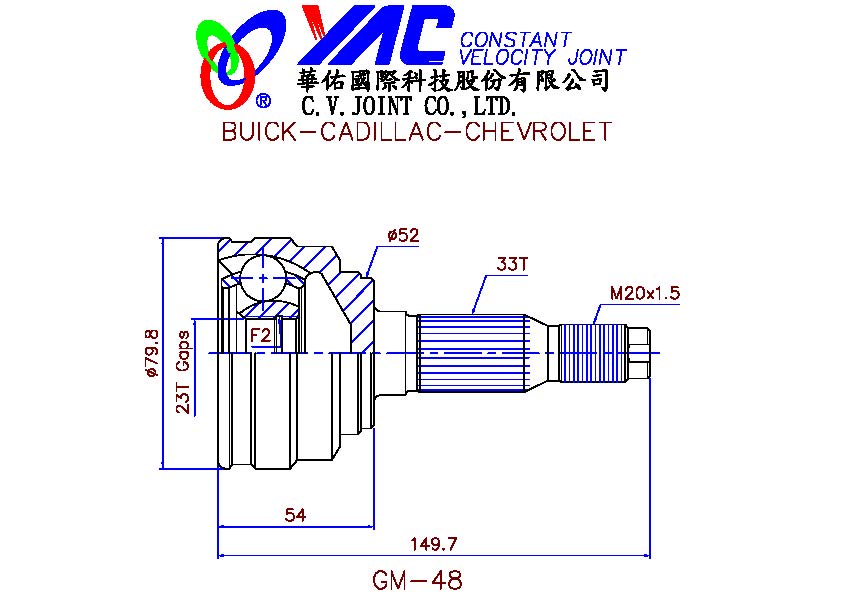 YAC CONSTANT
VELOCITY JOINT
華佑國際科技股份有限公司
®
C.V.JOINT CO.,LTD.
BUICK-CADILLAC-CHEVROLET
ø52
33T
M20x1.5
F2
ø79.8
23T Gaps
54
149.7
GM-48